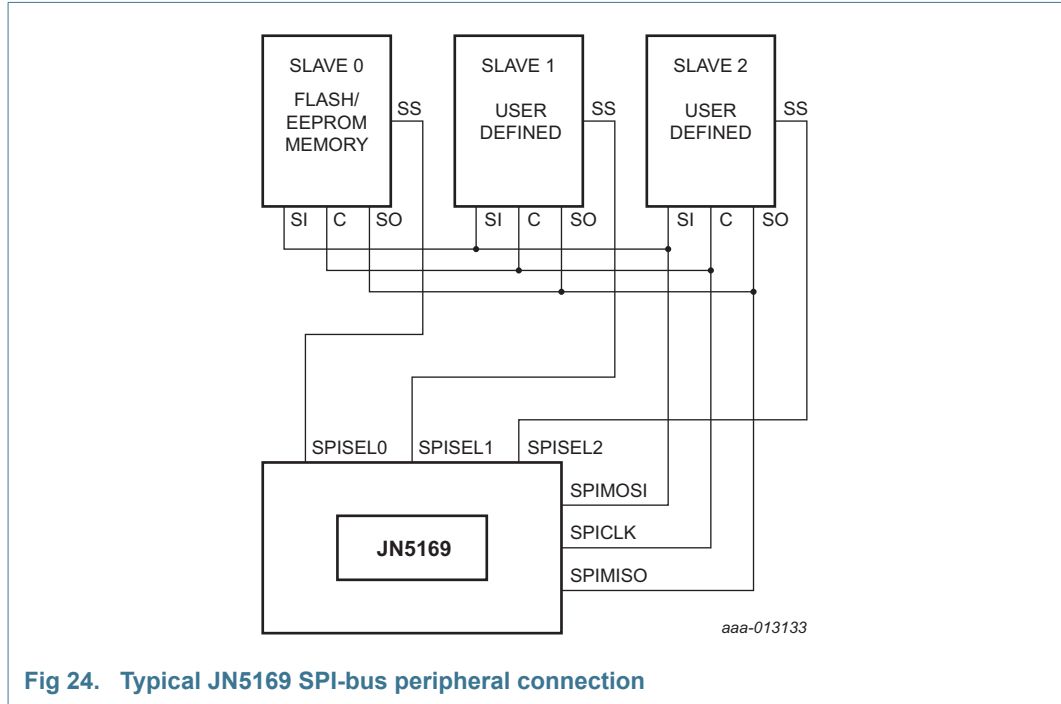 SLAVE 0
FLASH/
EEPROM
MEMORY
SS
SI C SO
SLAVE 1
USER
DEFINED
SS
SI C SO
SLAVE 2
USER
DEFINED
SS
SI C SO
SPISEL0 SPISEL1 SPISEL2
SPIMOSI
SPICLK
SPIMISO
JN5169
aaa-013133
Fig 24. Typical JN5169 SPI-bus peripheral connection